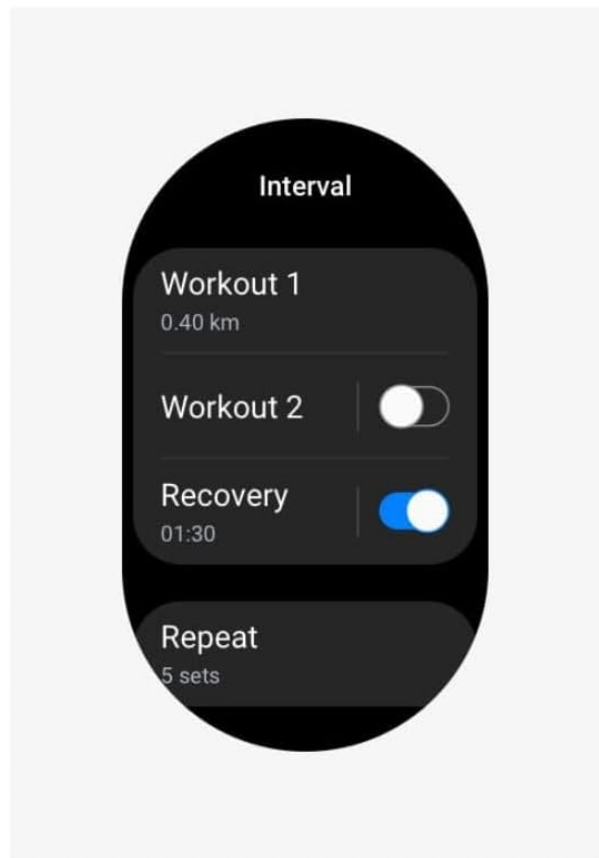 Interval
Workout 1
0.40 km
Workout 2
Recovery
01:30
Repeat
5 sets